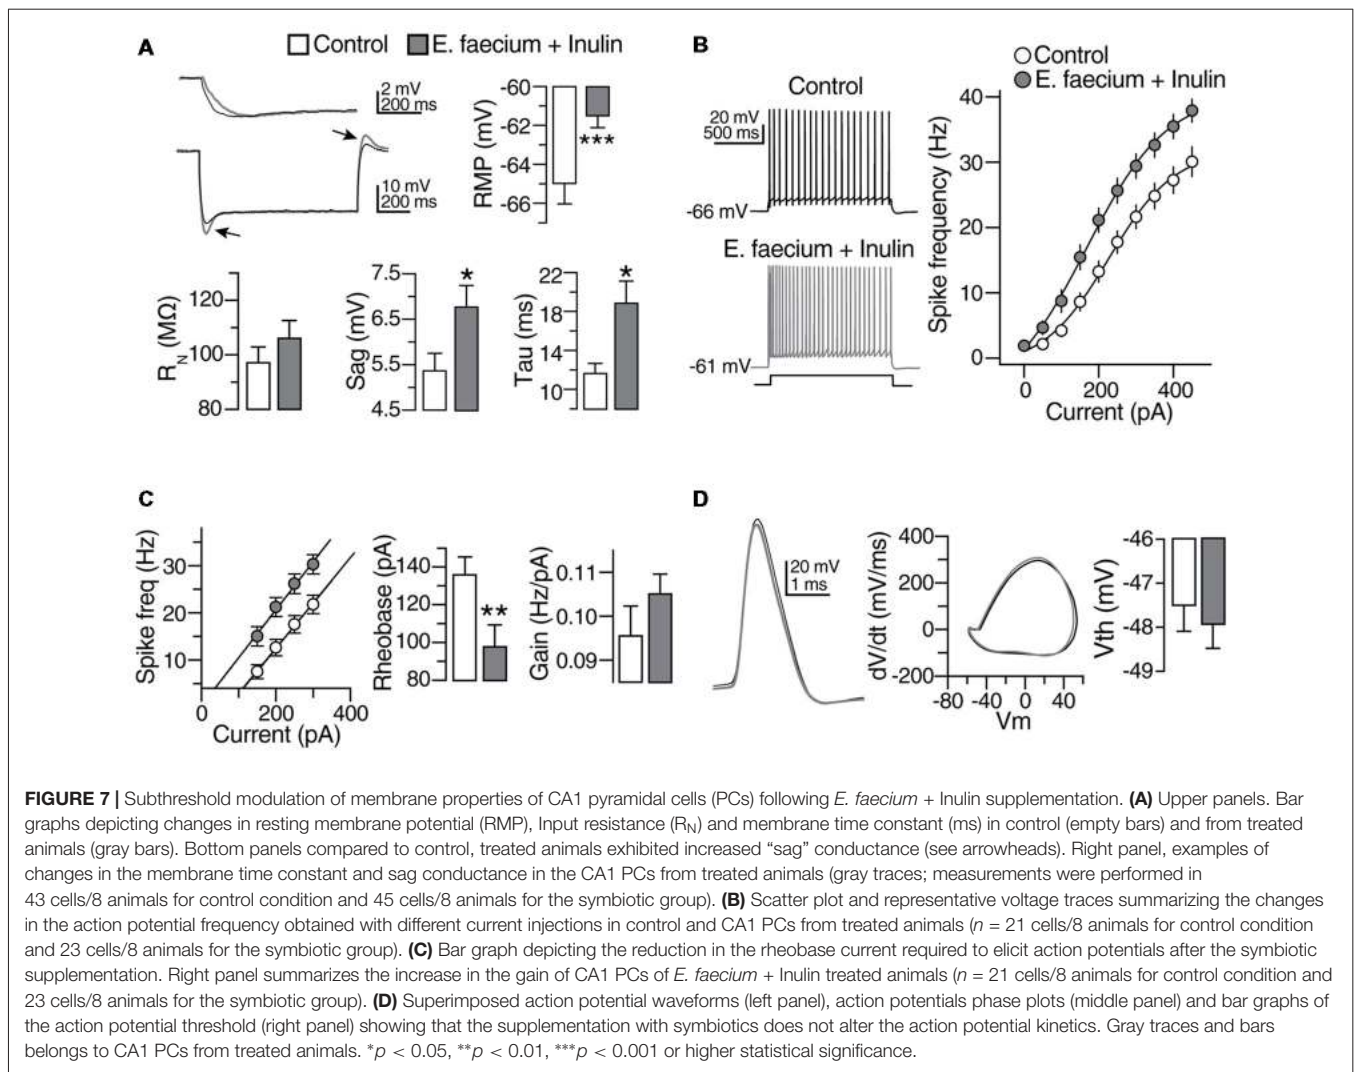 A
Control
E. faecium + Inulin
2 mV
200 ms
10 mV
200 ms
RMP (mV)
-60
-62
-64
-66
***
RN (MΩ)
120
100
80
Sag (mV)
7.5
6.5
5.5
4.5
*
Tau (ms)
22
18
14
10
*
B
Control
20 mV
500 ms
-66 mV
E. faecium + Inulin
-61 mV
Control
E. faecium + Inulin
Spike frequency (Hz)
40
30
20
10
0
0
200
400
Current (pA)
C
Spike freq (Hz)
30
20
10
0
200
400
Current (pA)
Rheobase (pA)
140
120
100
80
**
Gain (Hz/pA)
0.11
0.10
0.09
D
20 mV
1 ms
dV/dt (mV/ms)
400
200
0
-200
-80
-40
0
40
Vm
Vth (mV)
-46
-47
-48
-49
FIGURE 7 | Subthreshold modulation of membrane properties of CA1 pyramidal cells (PCs) following E. faecium + Inulin supplementation. (A) Upper panels. Bar
graphs depicting changes in resting membrane potential (RMP), Input resistance (RN) and membrane time constant (ms) in control (empty bars) and from treated
animals (gray bars). Bottom panels compared to control, treated animals exhibited increased “sag” conductance (see arrowheads). Right panel, examples of
changes in the membrane time constant and sag conductance in the CA1 PCs from treated animals (gray traces; measurements were performed in
43 cells/8 animals for control condition and 45 cells/8 animals for the symbiotic group). (B) Scatter plot and representative voltage traces summarizing the changes
in the action potential frequency obtained with different current injections in control and CA1 PCs from treated animals (n = 21 cells/8 animals for control condition
and 23 cells/8 animals for the symbiotic group). (C) Bar graph depicting the reduction in the rheobase current required to elicit action potentials after the symbiotic
supplementation. Right panel summarizes the increase in the gain of CA1 PCs of E. faecium + Inulin treated animals (n = 21 cells/8 animals for control condition and
23 cells/8 animals for the symbiotic group). (D) Superimposed action potential waveforms (left panel), action potentials phase plots (middle panel) and bar graphs of
the action potential threshold (right panel) showing that the supplementation with symbiotics does not alter the action potential kinetics. Gray traces and bars
belongs to CA1 PCs from treated animals. *p < 0.05, **p < 0.01, ***p < 0.001 or higher statistical significance.